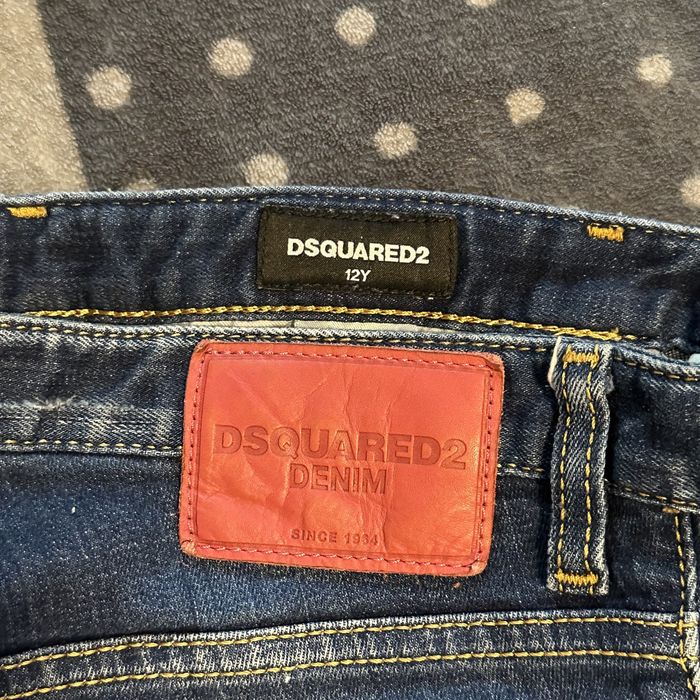 DSQUARED2
12Y
DSQUARED2
DENIM
SINCE 1964